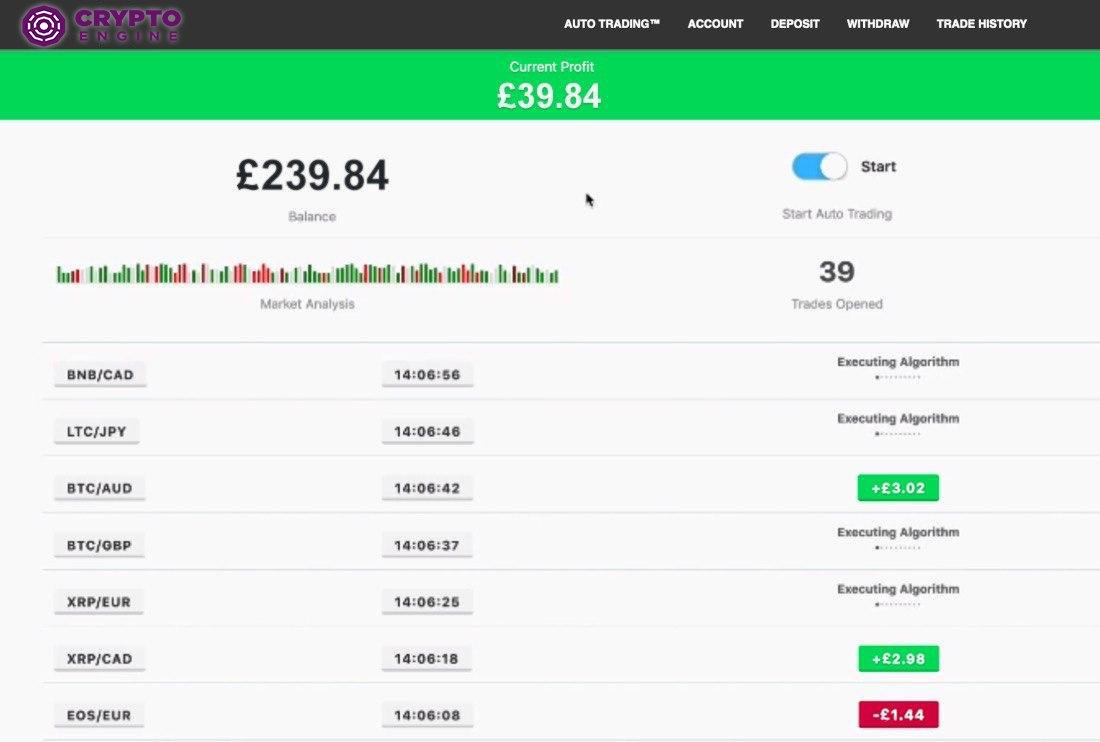 CRYPTO ENGINE
AUTO TRADING™ ACCOUNT DEPOSIT WITHDRAW TRADE HISTORY
Current Profit
£39.84
£239.84
Balance
Start
Start Auto Trading
Market Analysis
39
Trades Opened
BNB/CAD 14:06:56 Executing Algorithm
LTC/JPY 14:06:46 Executing Algorithm
BTC/AUD 14:06:42 +£3.02
BTC/GBP 14:06:37 Executing Algorithm
XRP/EUR 14:06:25 Executing Algorithm
XRP/CAD 14:06:18 +£2.98
EOS/EUR 14:06:08 -£1.44